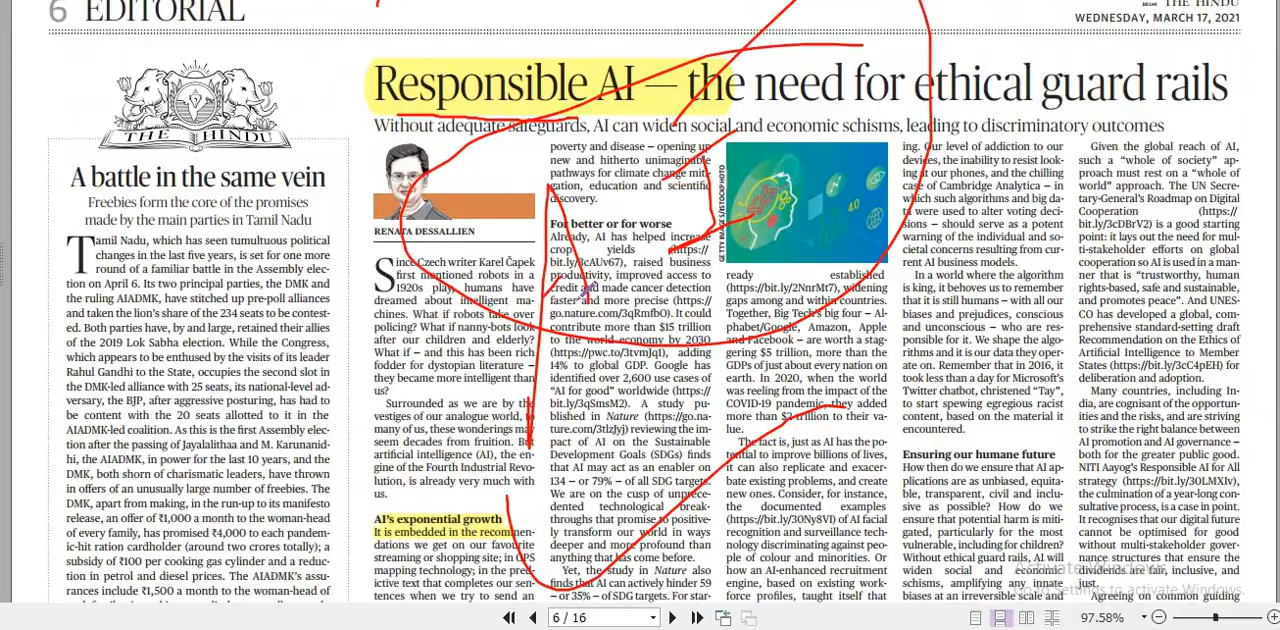 6 EDITORIAL
DELHI THE HINDU
WEDNESDAY, MARCH 17, 2021
THE HINDU
A battle in the same vein
Freebies form the core of the promises
made by the main parties in Tamil Nadu
Tamil Nadu, which has seen tumultuous political
changes in the last five years, is set for one more
round of a familiar battle in the Assembly elec-
tion on April 6. Its two principal parties, the DMK and
the ruling AIADMK, have stitched up pre-poll alliances
and taken the lion's share of the 234 seats to be contest-
ed. Both parties have, by and large, retained their allies
of the 2019 Lok Sabha election. While the Congress,
which appears to be enthused by the visits of its leader
Rahul Gandhi to the State, occupies the second slot in
the DMK-led alliance with 25 seats, its national-level ad-
versary, the BJP, after aggressive posturing, has had to
be content with the 20 seats allotted to it in the
AIADMK-led coalition. As this is the first Assembly elec-
tion after the passing of Jayalalithaa and M. Karunanid-
hi, the AIADMK, in power for the last 10 years, and the
DMK, both shorn of charismatic leaders, have thrown
in offers of an unusually large number of freebies. The
DMK, apart from making, in the run-up to its manifesto
release, an offer of ₹1,000 a month to the woman-head
of every family, has promised ₹4,000 to each pandem-
ic-hit ration cardholder (around two crores totally); a
subsidy of ₹100 per cooking gas cylinder and a reduc-
tion in petrol and diesel prices. The AIADMK's assu-
rances include ₹1,500 a month to the woman-head
Responsible AI — the need for ethical guard rails
Without adequate safeguards, AI can widen social and economic schisms, leading to discriminatory outcomes
RENATA DESSALLIEN
Since Czech writer Karel Čapek
first mentioned robots in a
1920s play, humans have
dreamed about intelligent ma-
chines. What if robots take over
policing? What if nanny-bots look
after our children and elderly?
What if – and this has been rich
fodder for dystopian literature –
they became more intelligent than
us?
Surrounded as we are by the
vestiges of our analogue world, to
many of us, these wonderings may
seem decades from fruition. But
artificial intelligence (AI), the en-
gine of the Fourth Industrial Revo-
lution, is already very much with
us.
AI's exponential growth
It is embedded in the recommen-
dations we get on our favourite
streaming or shopping site; in GPS
mapping technology; in the predic-
tive text that completes our sen-
tences when we try to send an
poverty and disease – opening up
new and hitherto unimaginable
pathways for climate change miti-
gation, education and scientific
discovery.
For better or for worse
Already, AI has helped increase
crop yields (https://
bit.ly/3cAUv67), raised business
productivity, improved access to
credit and made cancer detection
faster and more precise (https://
go.nature.com/3qRmfbO). It could
contribute more than $15 trillion
to the world economy by 2030
(https://pwc.to/3tvmJq1), adding
14% to global GDP. Google has
identified over 2,600 use cases of
"AI for good" worldwide (https://
bit.ly/3qSmsM2). A study pu-
blished in Nature (https://go.na-
ture.com/3tlzJyj) reviewing the im-
pact of AI on the Sustainable
Development Goals (SDGs) finds
that AI may act as an enabler on
134 – or 79% – of all SDG targets.
We are on the cusp of unprece-
dented technological break-
throughs that promise to positive-
ly transform our world in ways
deeper and more profound than
anything that has come before.
Yet, the study in Nature also
finds that AI can actively hinder 59
– or 35% – of SDG targets. For star-
GETTY IMAGES/ISTOCKPHOTO
ready established
(https://bit.ly/2NnrMt7), widening
gaps among and within countries.
Together, Big Tech's big four – Al-
phabet/Google, Amazon, Apple
and Facebook – are worth a stag-
gering $5 trillion, more than the
GDPs of just about every nation on
earth. In 2020, when the world
was reeling from the impact of the
COVID-19 pandemic, they added
more than $2 trillion to their va-
lue.
The fact is, just as AI has the po-
tential to improve billions of lives,
it can also replicate and exacer-
bate existing problems, and create
new ones. Consider, for instance,
the documented examples
(https://bit.ly/30Ny8VI) of AI facial
recognition and surveillance tech-
nology discriminating against peo-
ple of colour and minorities. Or
how an AI-enhanced recruitment
engine, based on existing work-
force profiles, taught itself that
ing. Our level of addiction to our
devices, the inability to resist look-
ing at our phones, and the chilling
case of Cambridge Analytica – in
which such algorithms and big da-
ta were used to alter voting deci-
sions – should serve as a potent
warning of the individual and so-
cietal concerns resulting from cur-
rent AI business models.
In a world where the algorithm
is king, it behoves us to remember
that it is still humans – with all our
biases and prejudices, conscious
and unconscious – who are res-
ponsible for it. We shape the algo-
rithms and it is our data they oper-
ate on. Remember that in 2016, it
took less than a day for Microsoft's
Twitter chatbot, christened "Tay",
to start spewing egregious racist
content, based on the material it
encountered.
Ensuring our humane future
How then do we ensure that AI ap-
plications are as unbiased, equita-
ble, transparent, civil and inclu-
sive as possible? How do we
ensure that potential harm is mit-
igated, particularly for the most
vulnerable, including for children?
Without ethical guard rails, AI will
widen social and economic
schisms, amplifying any innate
biases at an irreversible scale and
Given the global reach of AI,
such a "whole of society" ap-
proach must rest on a "whole of
world" approach. The UN Secre-
tary-General's Roadmap on Digital
Cooperation (https://
bit.ly/3cDBrV2) is a good starting
point: it lays out the need for mul-
ti-stakeholder efforts on global
cooperation so AI is used in a man-
ner that is "trustworthy, human
rights-based, safe and sustainable,
and promotes peace". And UNES-
CO has developed a global, com-
prehensive standard-setting draft
Recommendation on the Ethics of
Artificial Intelligence to Member
States (https://bit.ly/3cC4pEH) for
deliberation and adoption.
Many countries, including In-
dia, are cognisant of the opportun-
ities and the risks, and are striving
to strike the right balance between
AI promotion and AI governance –
both for the greater public good.
NITI Aayog's Responsible AI for All
strategy (https://bit.ly/30LMXIv),
the culmination of a year-long con-
sultative process, is a case in point.
It recognises that our digital future
cannot be optimised for good
without multi-stakeholder gover-
nance structures that ensure the
dividends are fair, inclusive, and
just.
Agreeing on common guiding
Activate Windows
Go to Settings to activate Windows.
6 / 16
97.58%